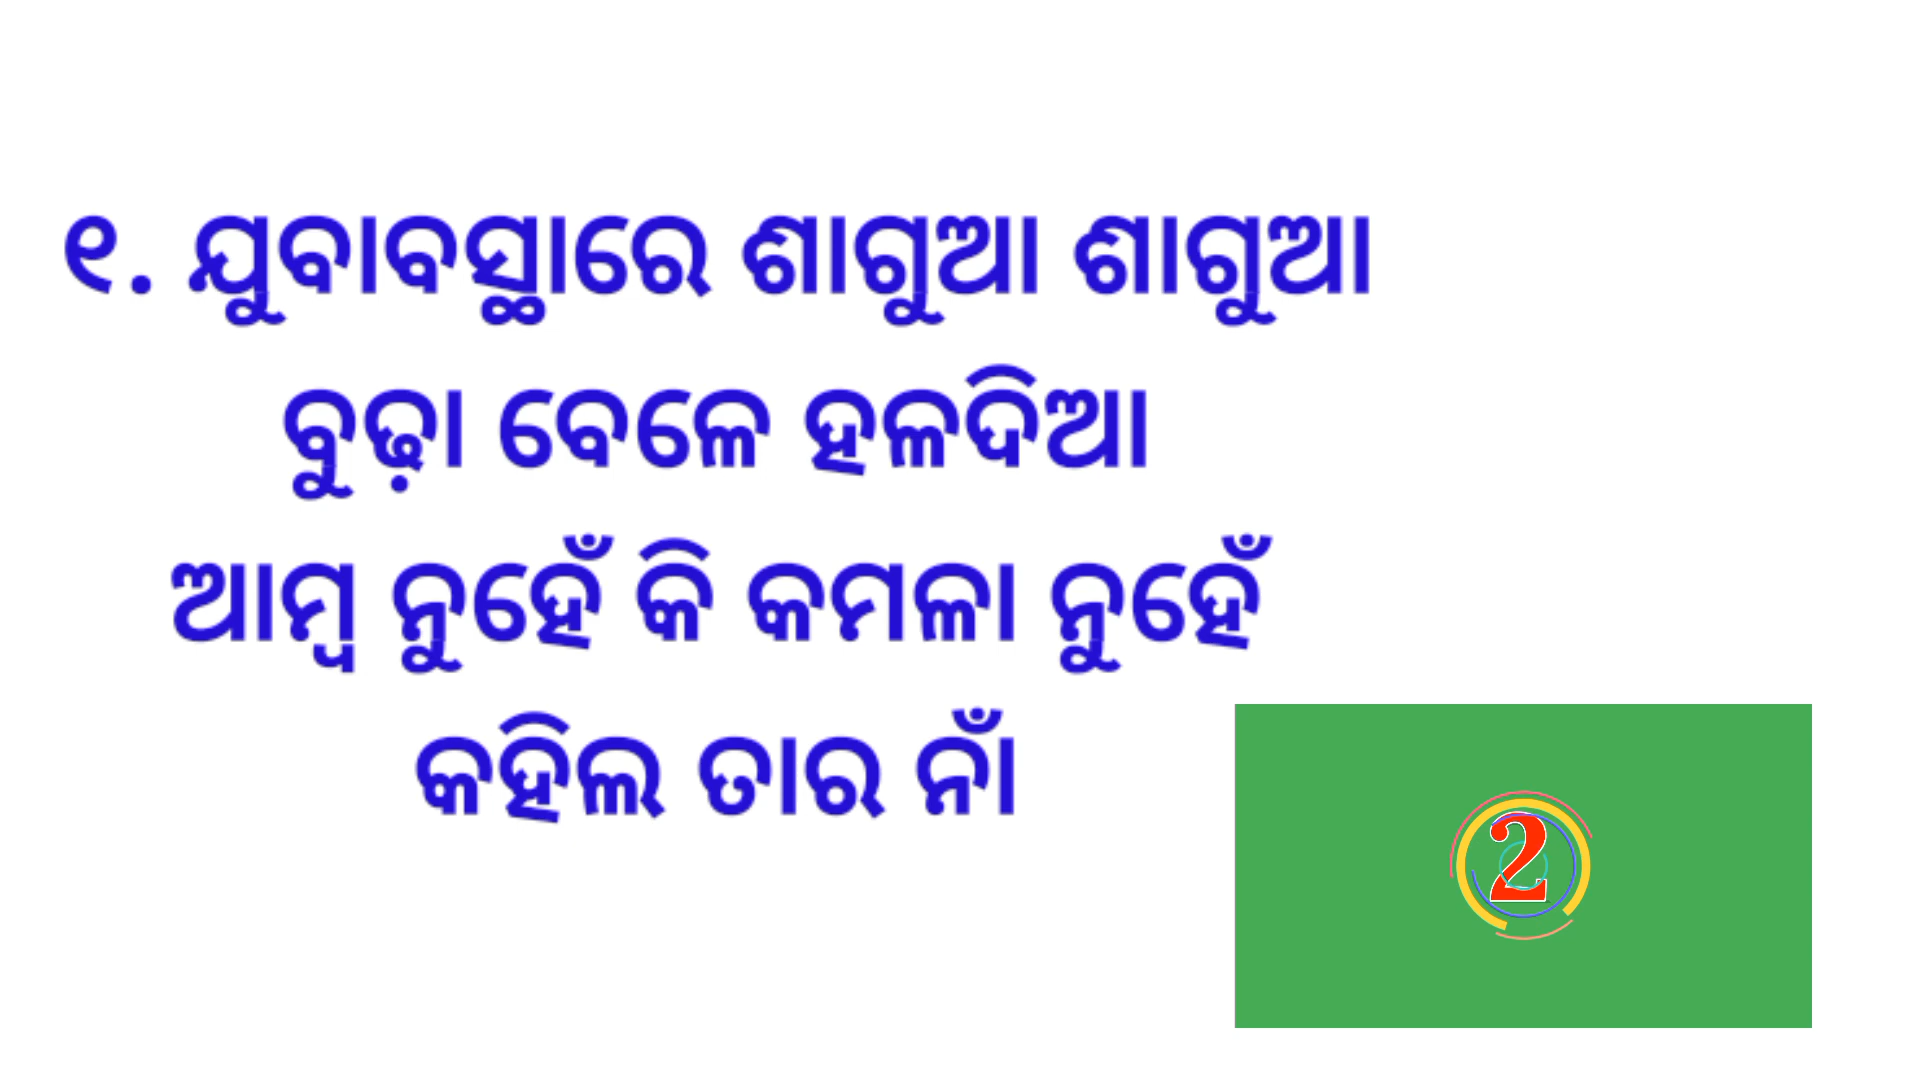 ୧. ଯୁବାବସ୍ଥାରେ ଶାଗୁଆ ଶାଗୁଆ
ବୁଢ଼ା ବେଳେ ହଳଦିଆ
ଆମ୍ବ ନୁହେଁ କି କମଳା ନୁହେଁ
କହିଲ ତାର ନାଁ
2